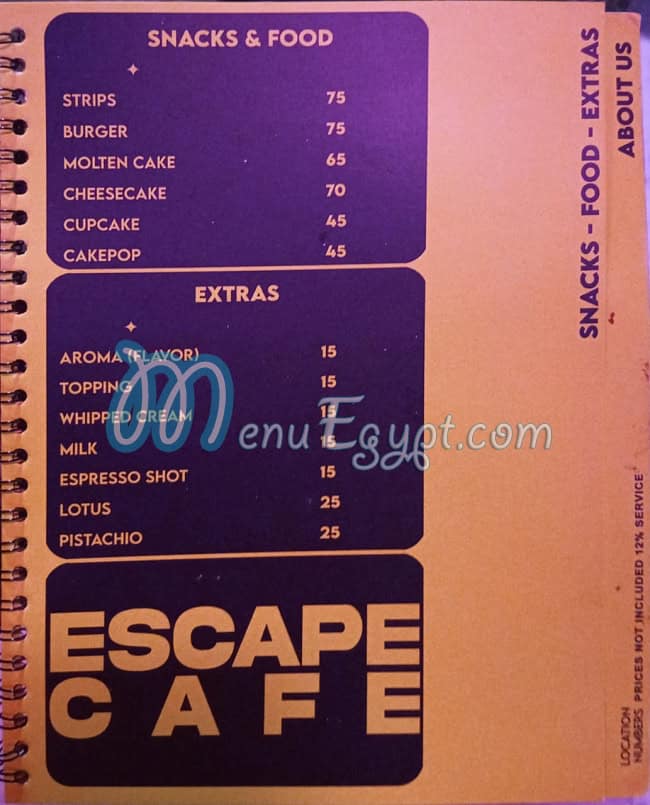 SNACKS & FOOD
STRIPS 75
BURGER 75
MOLTEN CAKE 65
CHEESECAKE 70
CUPCAKE 45
CAKEPOP 45
EXTRAS
AROMA (FLAVOR) 15
TOPPING 15
WHIPPED CREAM 15
MILK 15
ESPRESSO SHOT 15
LOTUS 25
PISTACHIO 25
MenuEgypt.com
ESCAPE
CAFE
SNACKS - FOOD - EXTRAS
ABOUT US
LOCATION
NUMBERS PRICES NOT INCLUDED 12% SERVICE